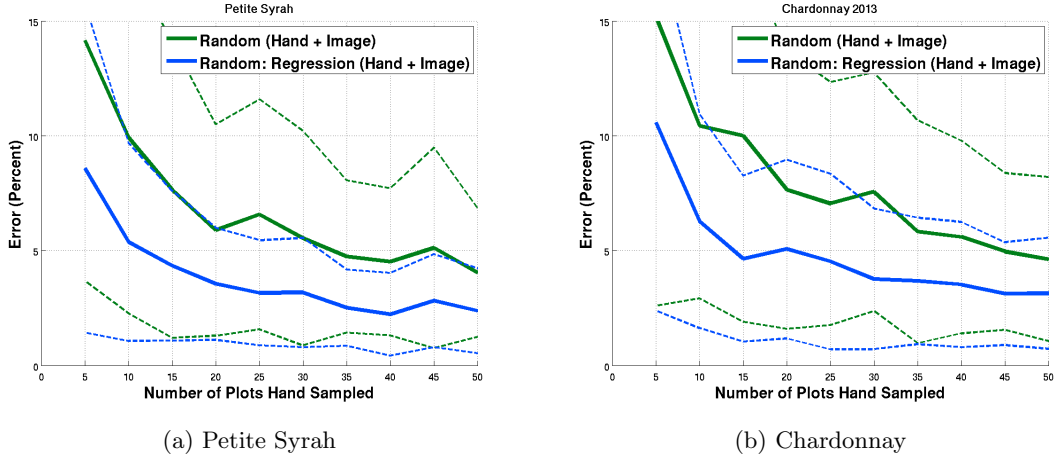 Petite Syrah
Random (Hand + Image)
Random: Regression (Hand + Image)
Error (Percent)
15
10
5
0
0 5 10 15 20 25 30 35 40 45 50
Number of Plots Hand Sampled
(a) Petite Syrah
Chardonnay 2013
Random (Hand + Image)
Random: Regression (Hand + Image)
Error (Percent)
15
10
5
0
0 5 10 15 20 25 30 35 40 45 50
Number of Plots Hand Sampled
(b) Chardonnay